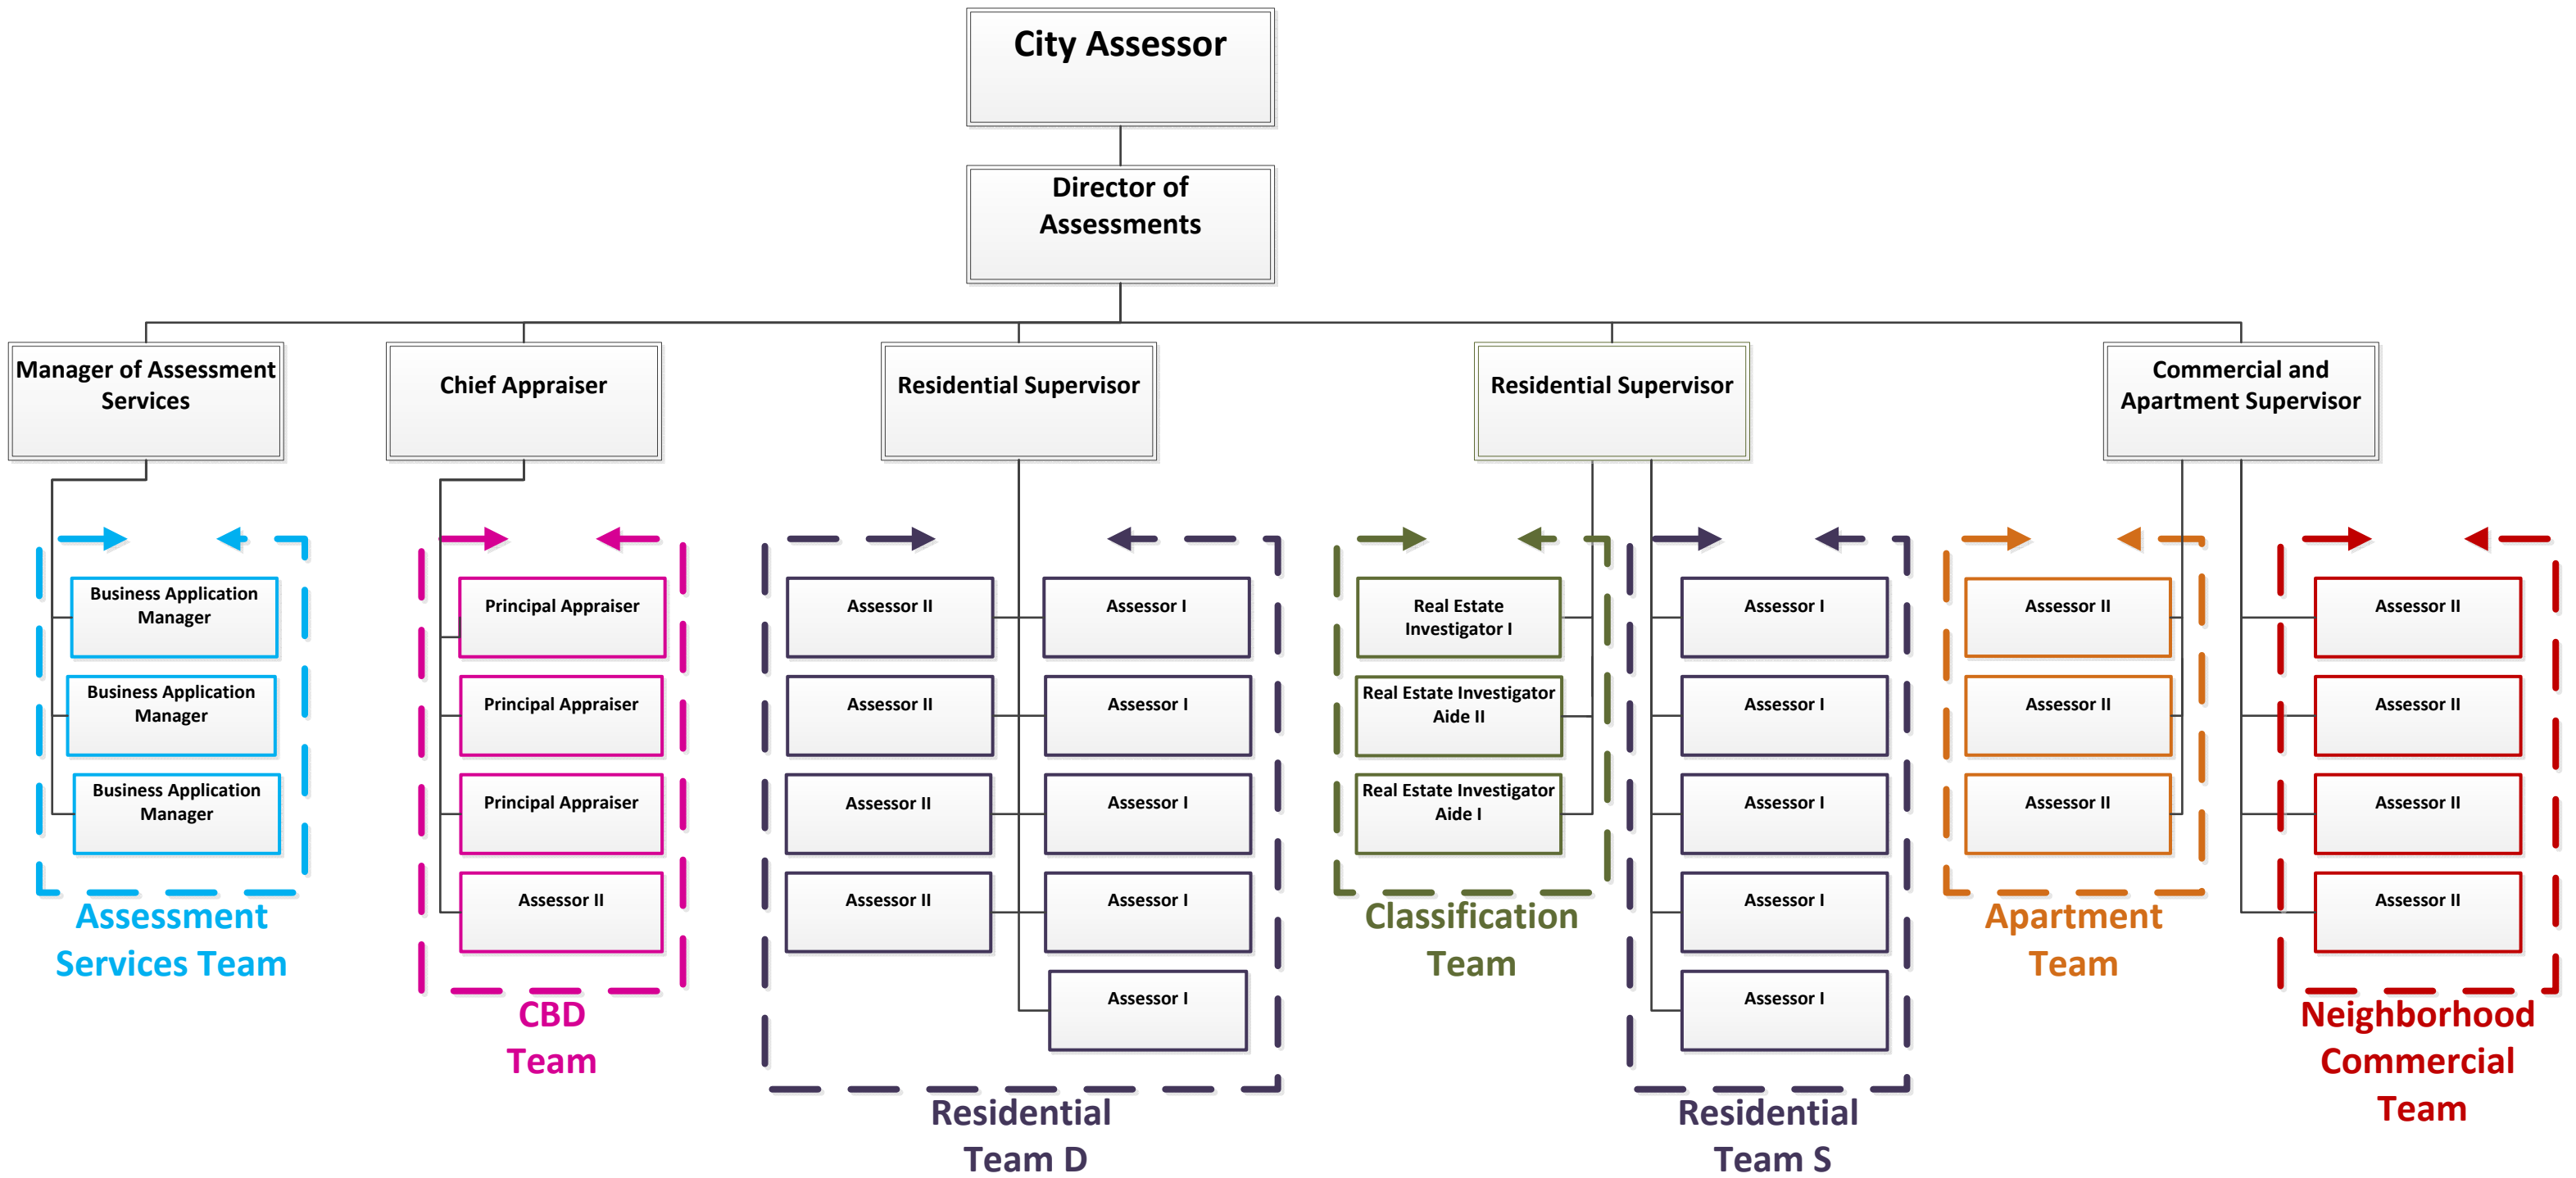 City Assessor
Director of
Assessments
Manager of Assessment
Services
Chief Appraiser
Residential Supervisor
Residential Supervisor
Commercial and
Apartment Supervisor
Business Application
Manager
Business Application
Manager
Business Application
Manager
Assessment
Services Team
Principal Appraiser
Principal Appraiser
Principal Appraiser
Assessor II
CBD
Team
Assessor II
Assessor II
Assessor II
Assessor II
Assessor I
Assessor I
Assessor I
Assessor I
Assessor I
Residential
Team D
Real Estate
Investigator I
Real Estate Investigator
Aide II
Real Estate Investigator
Aide I
Classification
Team
Assessor I
Assessor I
Assessor I
Assessor I
Assessor I
Residential
Team S
Assessor II
Assessor II
Assessor II
Apartment
Team
Assessor II
Assessor II
Assessor II
Assessor II
Neighborhood
Commercial
Team